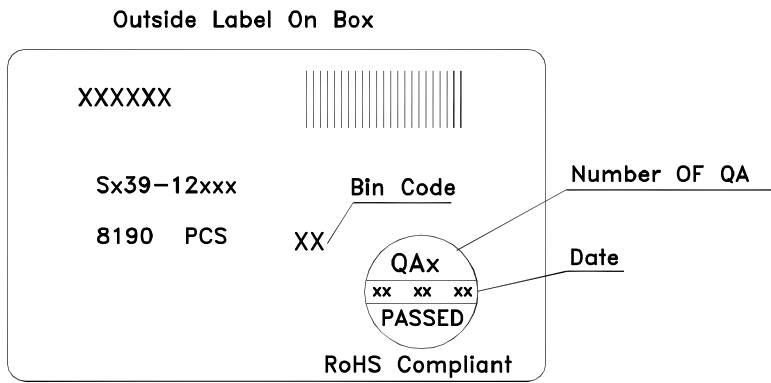 Outside Label On Box
XXXXXX
Sx39-12xxx
Bin Code
Number OF QA
8190 PCS
XX
QAx
Date
xx xx xx
PASSED
RoHS Compliant